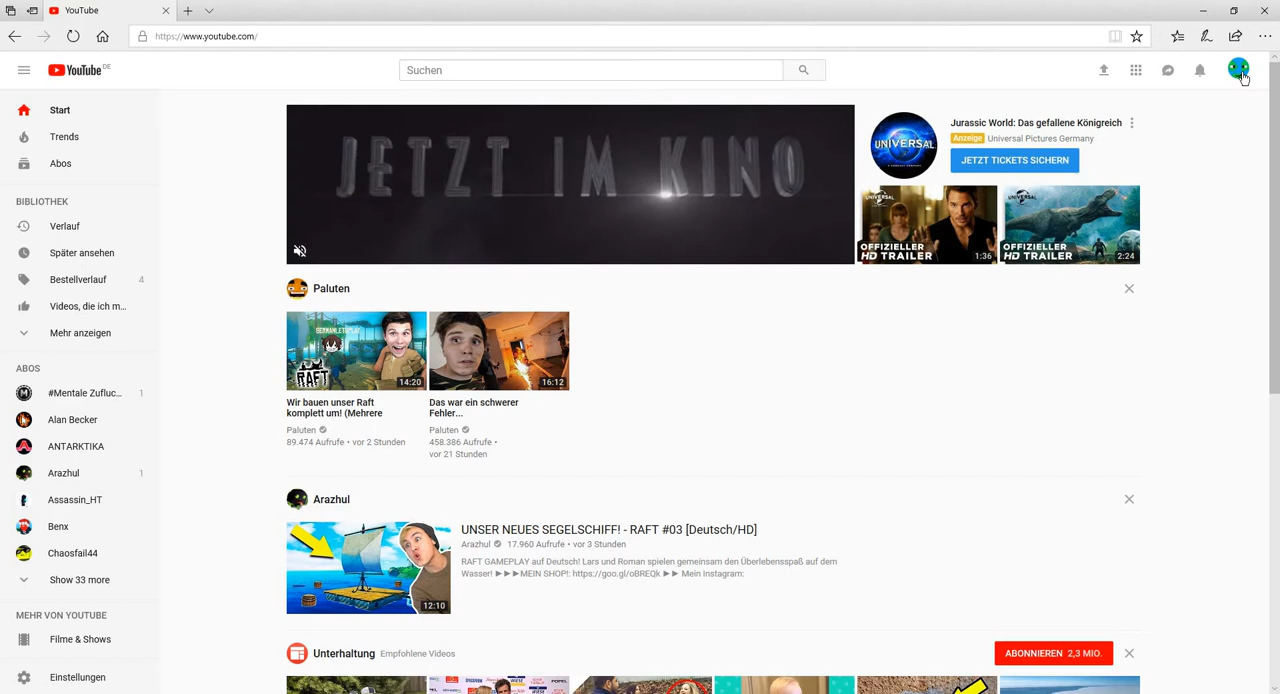 YouTube
https://www.youtube.com/
YouTube DE
Suchen
Start
Trends
Abos
BIBLIOTHEK
Verlauf
Später ansehen
Bestellverlauf 4
Videos, die ich m...
Mehr anzeigen
ABOS
#Mentale Zufluc... 1
Alan Becker
ANTARKTIKA
Arazhul 1
Assassin_HT
Benx
Chaosfail44
Show 33 more
MEHR VON YOUTUBE
Filme & Shows
Einstellungen
JETZT IM KINO
UNIVERSAL
Jurassic World: Das gefallene Königreich
Anzeige Universal Pictures Germany
JETZT TICKETS SICHERN
UNIVERSAL
OFFIZIELLER
HD TRAILER
1:36
UNIVERSAL
OFFIZIELLER
HD TRAILER
2:24
Paluten
GERMANLETSPLAY
RAFT
14:20
Wir bauen unser Raft
komplett um! (Mehrere
Paluten
89.474 Aufrufe • vor 2 Stunden
16:12
Das war ein schwerer
Fehler...
Paluten
458.386 Aufrufe •
vor 21 Stunden
Arazhul
12:10
UNSER NEUES SEGELSCHIFF! - RAFT #03 [Deutsch/HD]
Arazhul 17.960 Aufrufe • vor 3 Stunden
RAFT GAMEPLAY auf Deutsch! Lars und Roman spielen gemeinsam den Überlebensspaß auf dem
Wasser! ►►►MEIN SHOP!: https://goo.gl/oBREQk ►► Mein Instagram:
Unterhaltung Empfohlene Videos
ABONNIEREN 2,3 MIO.